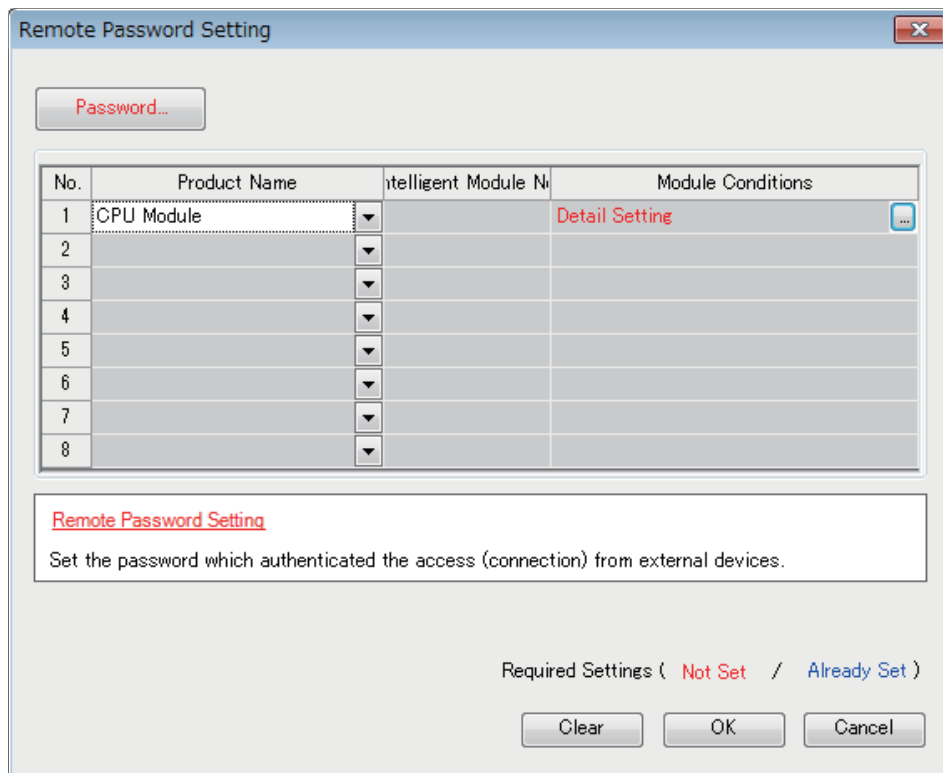 Remote Password Setting
Password...
No. Product Name ntelligent Module N Module Conditions
1 CPU Module Detail Setting ...
2
3
4
5
6
7
8
Remote Password Setting
Set the password which authenticated the access (connection) from external devices.
Required Settings ( Not Set / Already Set )
Clear OK Cancel